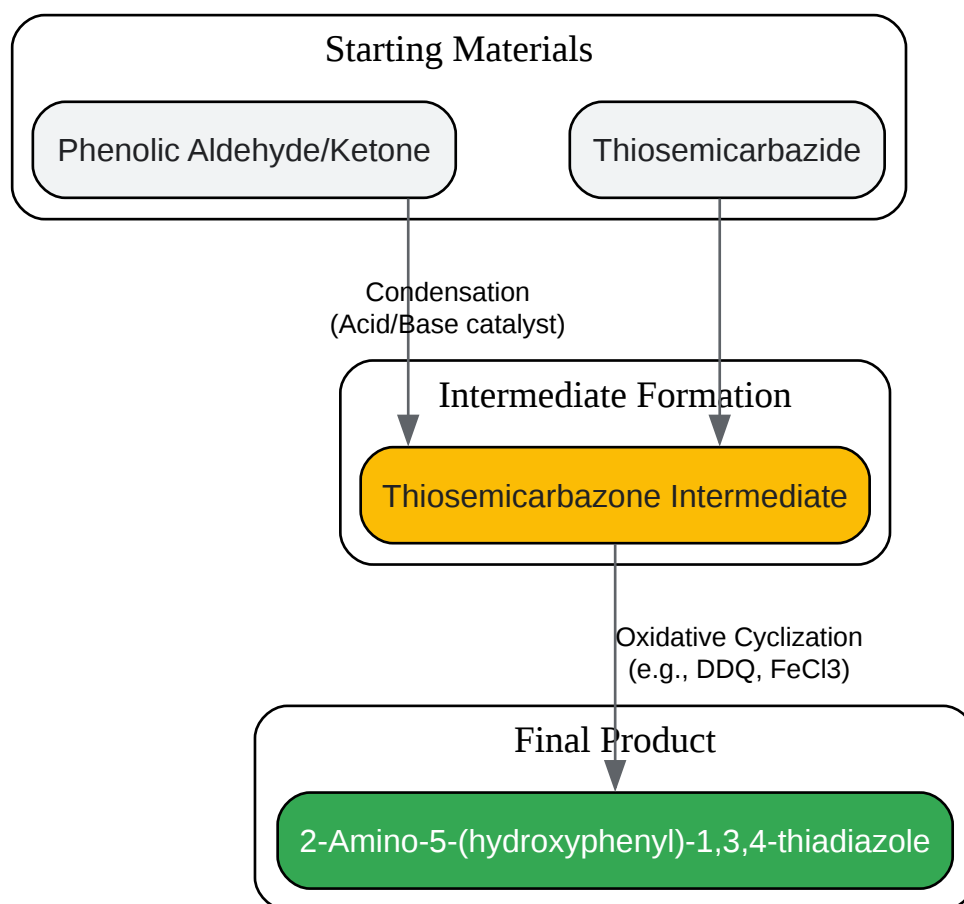 Starting Materials
Phenolic Aldehyde/Ketone
Thiosemicarbazide
Condensation
(Acid/Base catalyst)
Intermediate Formation
Thiosemicarbazone Intermediate
Oxidative Cyclization
(e.g., DDQ, FeCl3)
Final Product
2-Amino-5-(hydroxyphenyl)-1,3,4-thiadiazole